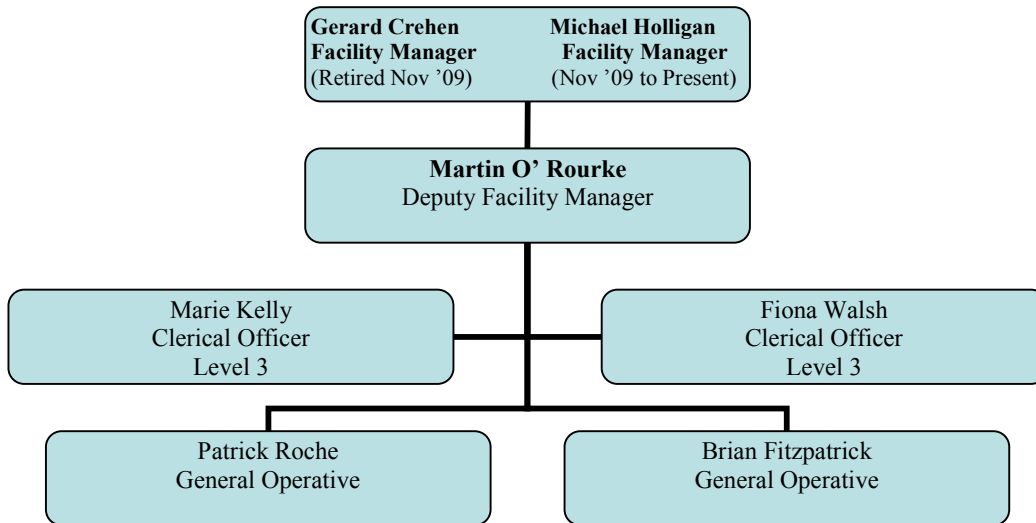 Gerard Crehen
Facility Manager
(Retired Nov ’09)
Michael Holligan
Facility Manager
(Nov ’09 to Present)
Martin O’ Rourke
Deputy Facility Manager
Marie Kelly
Clerical Officer
Level 3
Fiona Walsh
Clerical Officer
Level 3
Patrick Roche
General Operative
Brian Fitzpatrick
General Operative